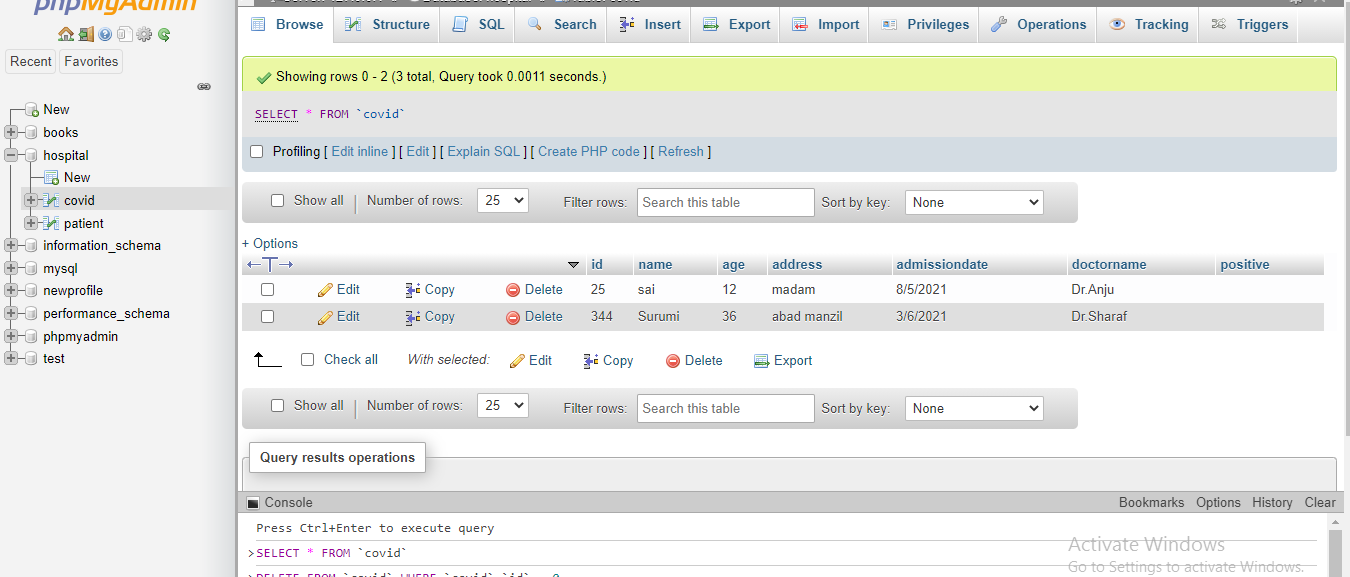 phpMyAdmin
Browse Structure SQL Search Insert Export Import Privileges Operations Tracking Triggers
Recent Favorites
Showing rows 0 - 2 (3 total, Query took 0.0011 seconds.)
SELECT * FROM `covid`
Profiling [ Edit inline ] [ Edit ] [ Explain SQL ] [ Create PHP code ] [ Refresh ]
New
books
hospital
New
covid
patient
information_schema
mysql
newprofile
performance_schema
phpmyadmin
test
Show all Number of rows: 25 Filter rows: Search this table Sort by key: None
+ Options
id name age address admissiondate doctorname positive
Edit Copy Delete 25 sai 12 madam 8/5/2021 Dr.Anju
Edit Copy Delete 344 Surumi 36 abad manzil 3/6/2021 Dr.Sharaf
Check all With selected: Edit Copy Delete Export
Show all Number of rows: 25 Filter rows: Search this table Sort by key: None
Query results operations
Console Bookmarks Options History Clear
Press Ctrl+Enter to execute query
>SELECT * FROM `covid`
Activate Windows
Go to Settings to activate Windows.